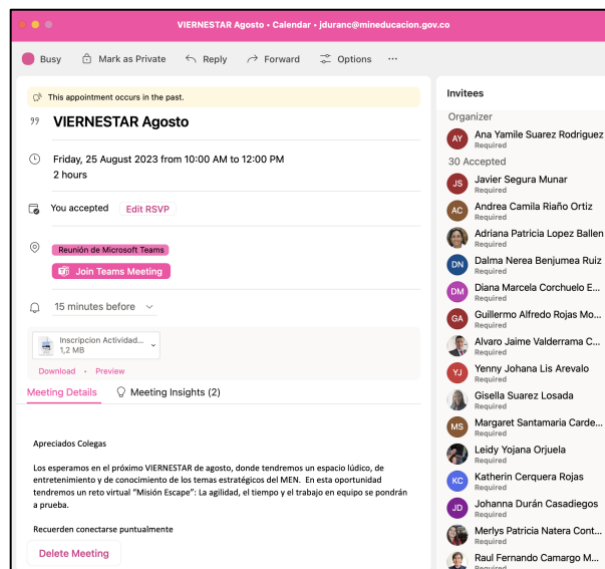 VIERNESTAR Agosto • Calendar • jduranc@mineducacion.gov.co
Busy
Mark as Private
Reply
Forward
Options
This appointment occurs in the past.
VIERNESTAR Agosto
Friday, 25 August 2023 from 10:00 AM to 12:00 PM
2 hours
You accepted
Edit RSVP
Reunión de Microsoft Teams
Join Teams Meeting
15 minutes before
Inscripcion Actividad...
1,2 MB
Download - Preview
Meeting Details
Meeting Insights (2)
Apreciados Colegas
Los esperamos en el próximo VIERNESTAR de agosto, donde tendremos un espacio lúdico, de
entretenimiento y de conocimiento de los temas estratégicos del MEN. En esta oportunidad
tendremos un reto virtual “Misión Escape”: La agilidad, el tiempo y el trabajo en equipo se pondrán
a prueba.
Recuerden conectarse puntualmente
Delete Meeting
Invitees
Organizer
AY
Ana Yamile Suarez Rodriguez
Required
30 Accepted
JS
Javier Segura Munar
Required
AC
Andrea Camila Riaño Ortiz
Required
Adriana Patricia Lopez Ballen
Required
DN
Dalma Nerea Benjumea Ruiz
Required
DM
Diana Marcela Corchuelo E...
Required
GA
Guillermo Alfredo Rojas Mo...
Required
Alvaro Jaime Valderrama C...
Required
YJ
Yenny Johana Lis Arevalo
Required
Gisella Suarez Losada
Required
MS
Margaret Santamaria Carde...
Required
Leidy Yojana Orjuela
Required
KC
Katherin Cerquera Rojas
Required
JD
Johanna Durán Casadiegos
Required
Merlys Patricia Natera Cont...
Required
Raul Fernando Camargo M...
Required